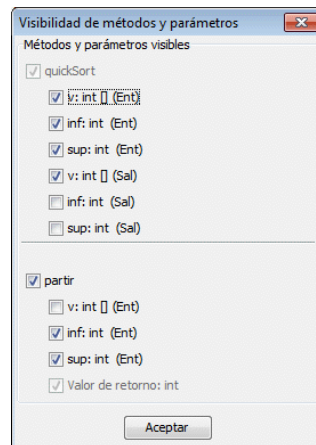 Visibilidad de métodos y parámetros
Métodos y parámetros visibles
quickSort
v: int [] (Ent)
inf: int (Ent)
sup: int (Ent)
v: int [] (Sal)
inf: int (Sal)
sup: int (Sal)
partir
v: int [] (Ent)
inf: int (Ent)
sup: int (Ent)
Valor de retorno: int
Aceptar